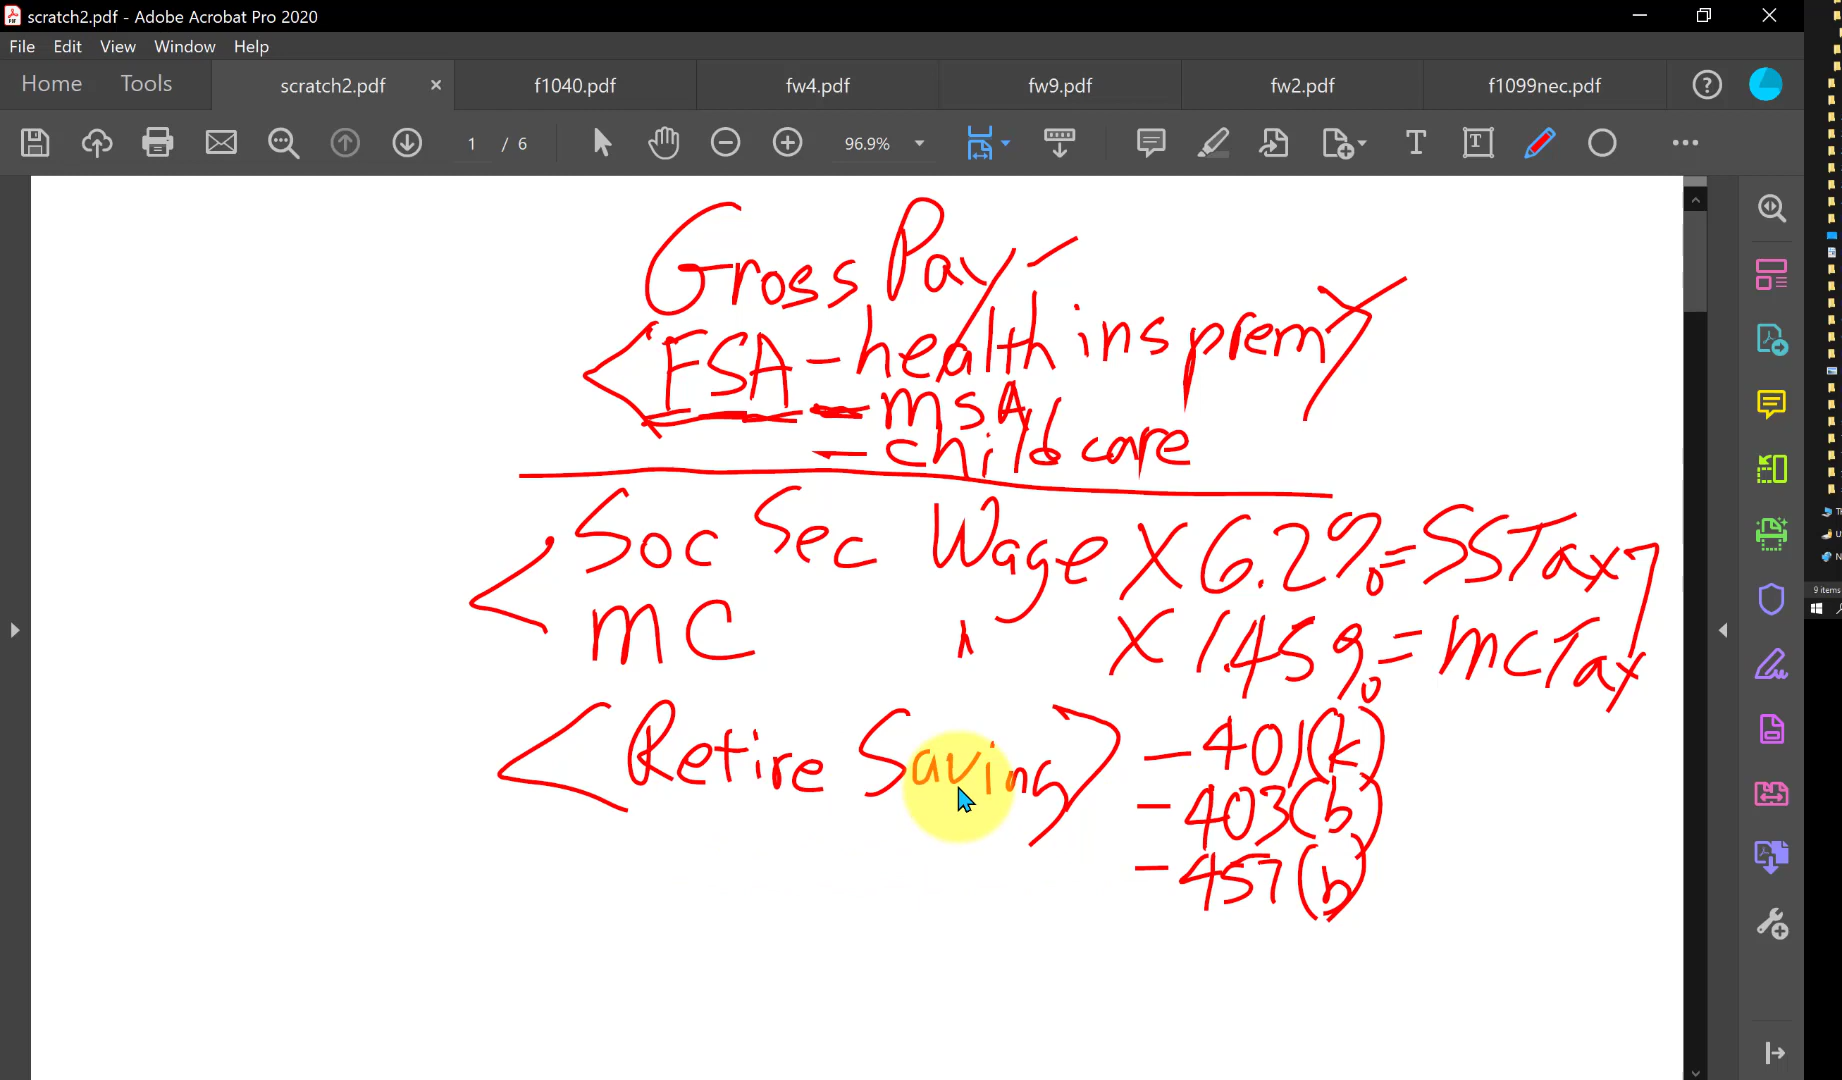 scratch2.pdf - Adobe Acrobat Pro 2020
File Edit View Window Help
Home Tools scratch2.pdf × f1040.pdf fw4.pdf fw9.pdf fw2.pdf f1099nec.pdf
1 / 6 96.9%
Gross Pay
<FSA - health ins prem>
- MSA
- child care
< Soc Sec Wage X 6.2% = SS Tax>
MC " X 1.45% = MC Tax
<Retire Saving> - 401(k)
- 403(b)
- 457(b)
9 items